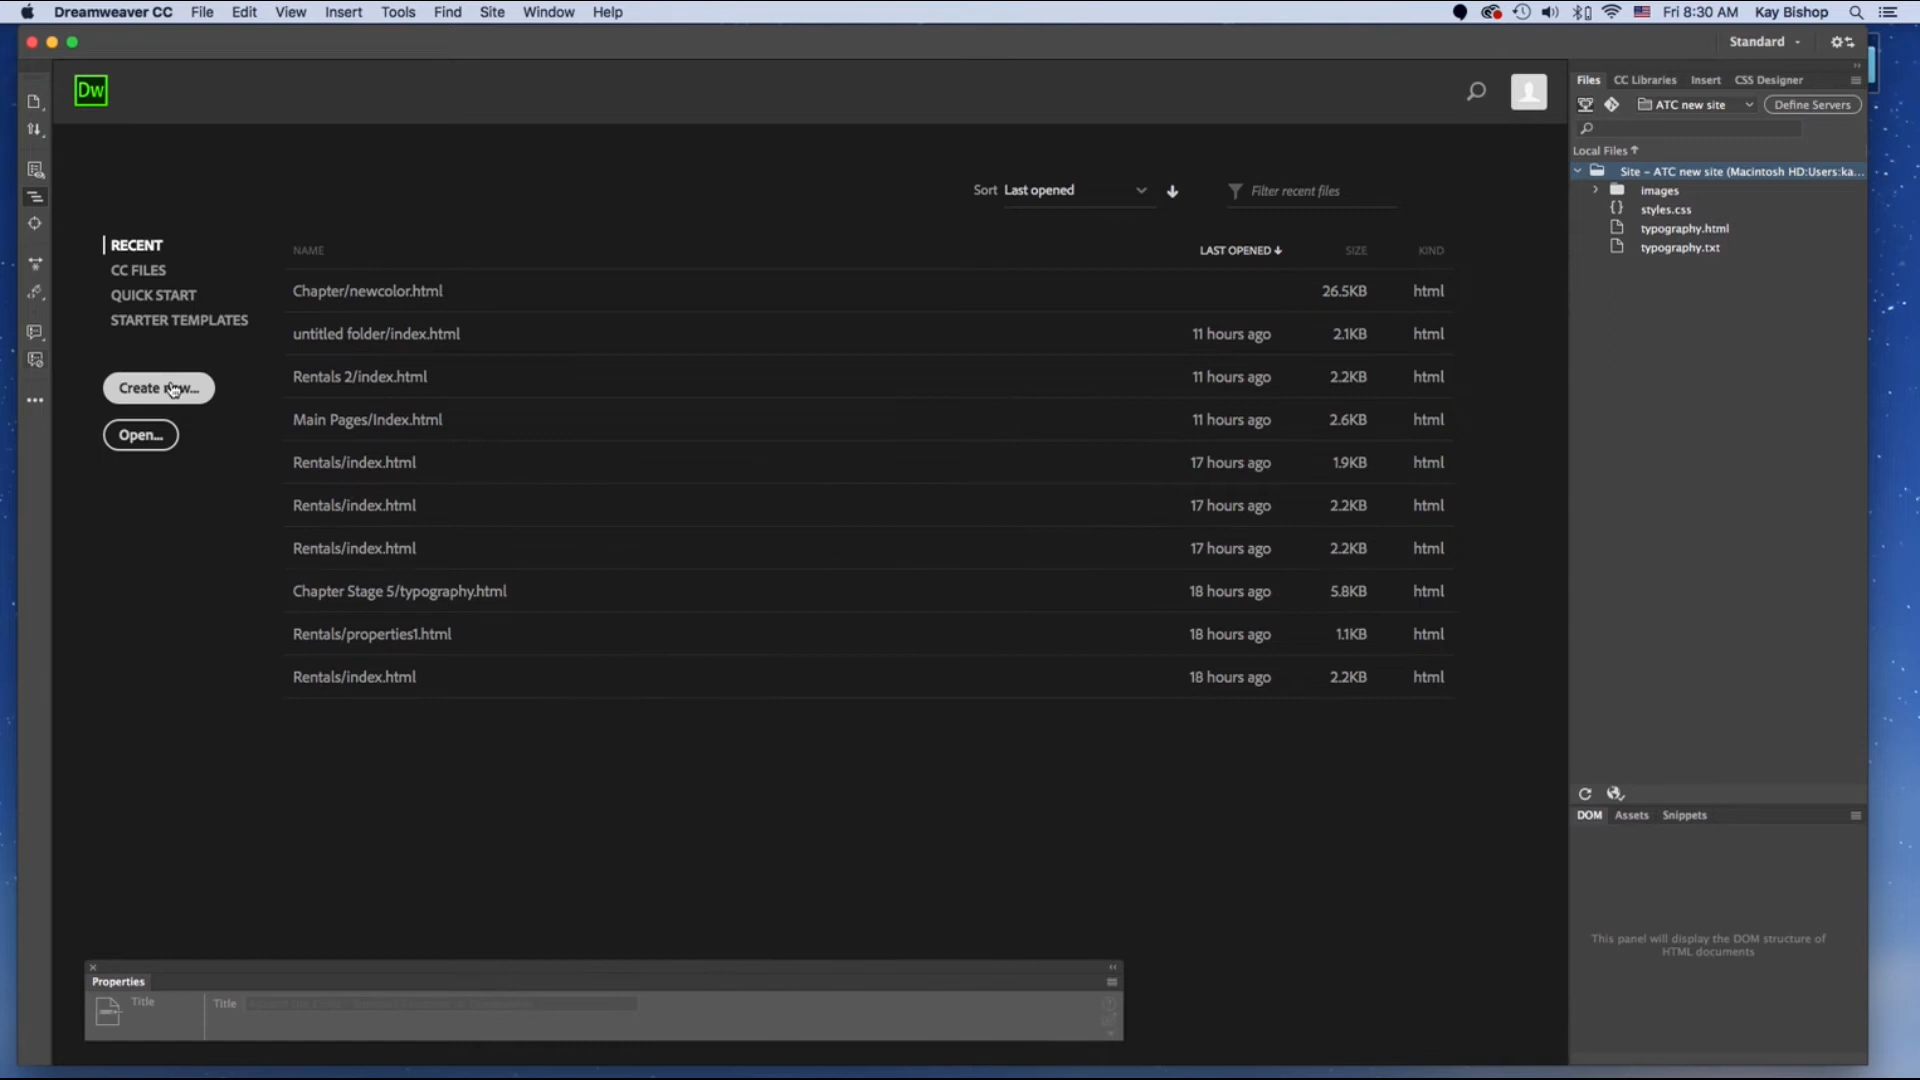 Dreamweaver CC File Edit View Insert Tools Find Site Window Help Fri 8:30 AM Kay Bishop
Standard
Dw
Files CC Libraries Insert CSS Designer
ATC new site Define Servers
Local Files
Site – ATC new site (Macintosh HD:Users:ka...
images
styles.css
typography.html
typography.txt
Sort Last opened Filter recent files
RECENT
CC FILES
QUICK START
STARTER TEMPLATES
Create new...
Open...
NAME LAST OPENED SIZE KIND
Chapter/newcolor.html 26.5KB html
untitled folder/index.html 11 hours ago 2.1KB html
Rentals 2/index.html 11 hours ago 2.2KB html
Main Pages/Index.html 11 hours ago 2.6KB html
Rentals/index.html 17 hours ago 1.9KB html
Rentals/index.html 17 hours ago 2.2KB html
Rentals/index.html 17 hours ago 2.2KB html
Chapter Stage 5/typography.html 18 hours ago 5.8KB html
Rentals/properties1.html 18 hours ago 1.1KB html
Rentals/index.html 18 hours ago 2.2KB html
DOM Assets Snippets
This panel will display the DOM structure of
HTML documents
Properties
Title Title